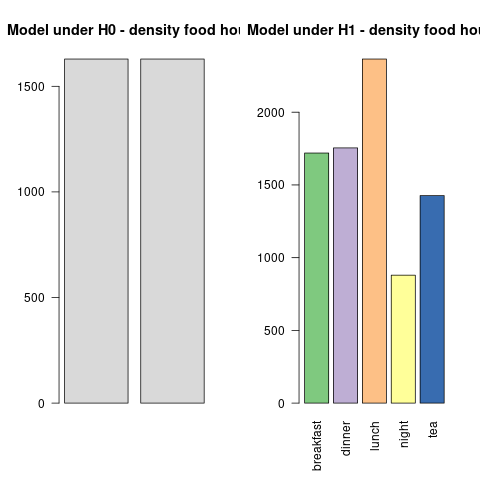 Model under H0 - density food hou
Model under H1 - density food hou
1500
1000
500
0
2000
1500
1000
500
0
breakfast
dinner
lunch
night
tea